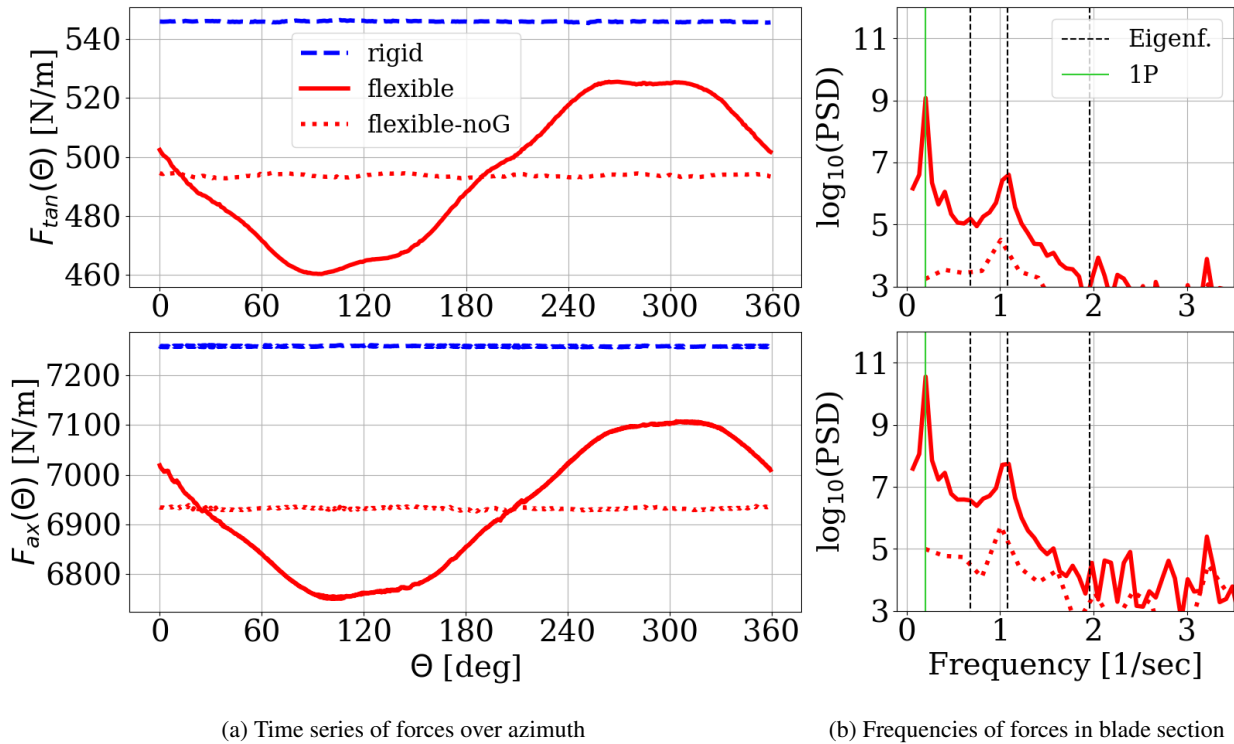 F_tan(Θ) [N/m]
540
520
500
480
460
0 60 120 180 240 300 360
rigid
flexible
flexible-noG
log₁₀(PSD)
11
9
7
5
3
0 1 2 3
Eigenf.
1P
F_ax(Θ) [N/m]
7200
7100
7000
6900
6800
0 60 120 180 240 300 360
Θ [deg]
log₁₀(PSD)
11
9
7
5
3
0 1 2 3
Frequency [1/sec]
(a) Time series of forces over azimuth
(b) Frequencies of forces in blade section